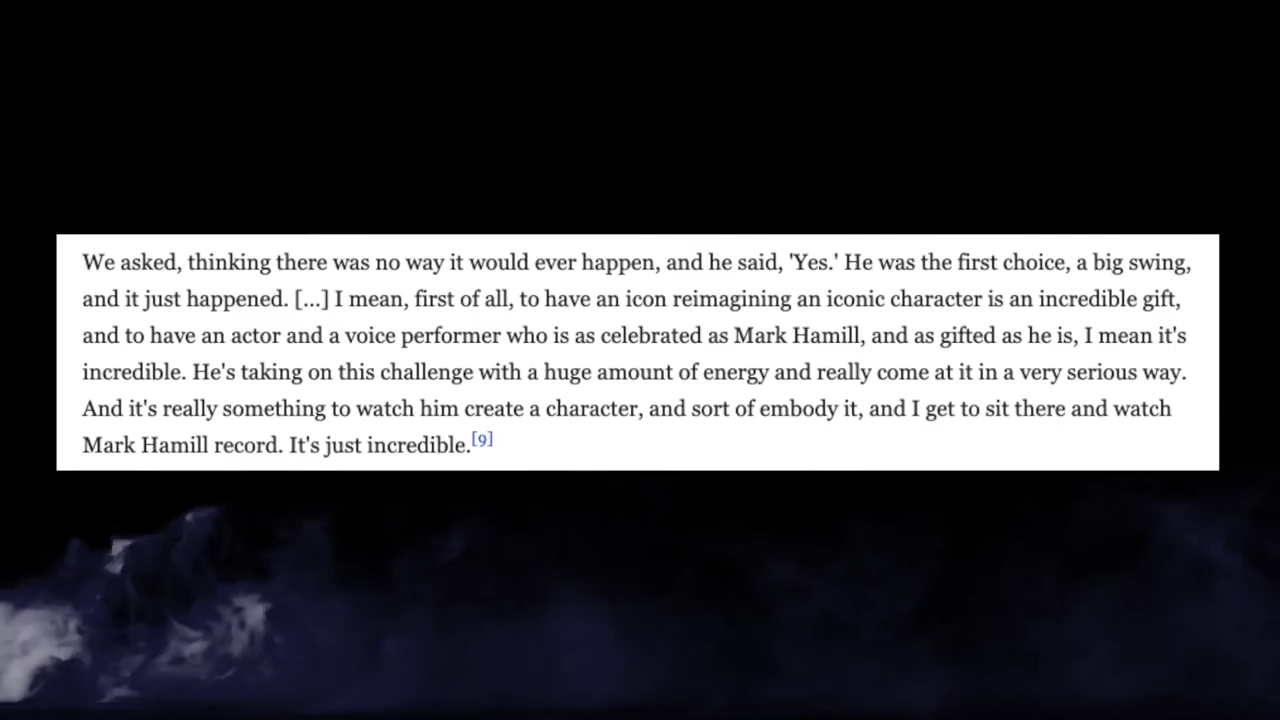 We asked, thinking there was no way it would ever happen, and he said, 'Yes.' He was the first choice, a big swing,
and it just happened. [...] I mean, first of all, to have an icon reimagining an iconic character is an incredible gift,
and to have an actor and a voice performer who is as celebrated as Mark Hamill, and as gifted as he is, I mean it's
incredible. He's taking on this challenge with a huge amount of energy and really come at it in a very serious way.
And it's really something to watch him create a character, and sort of embody it, and I get to sit there and watch
Mark Hamill record. It's just incredible.[9]